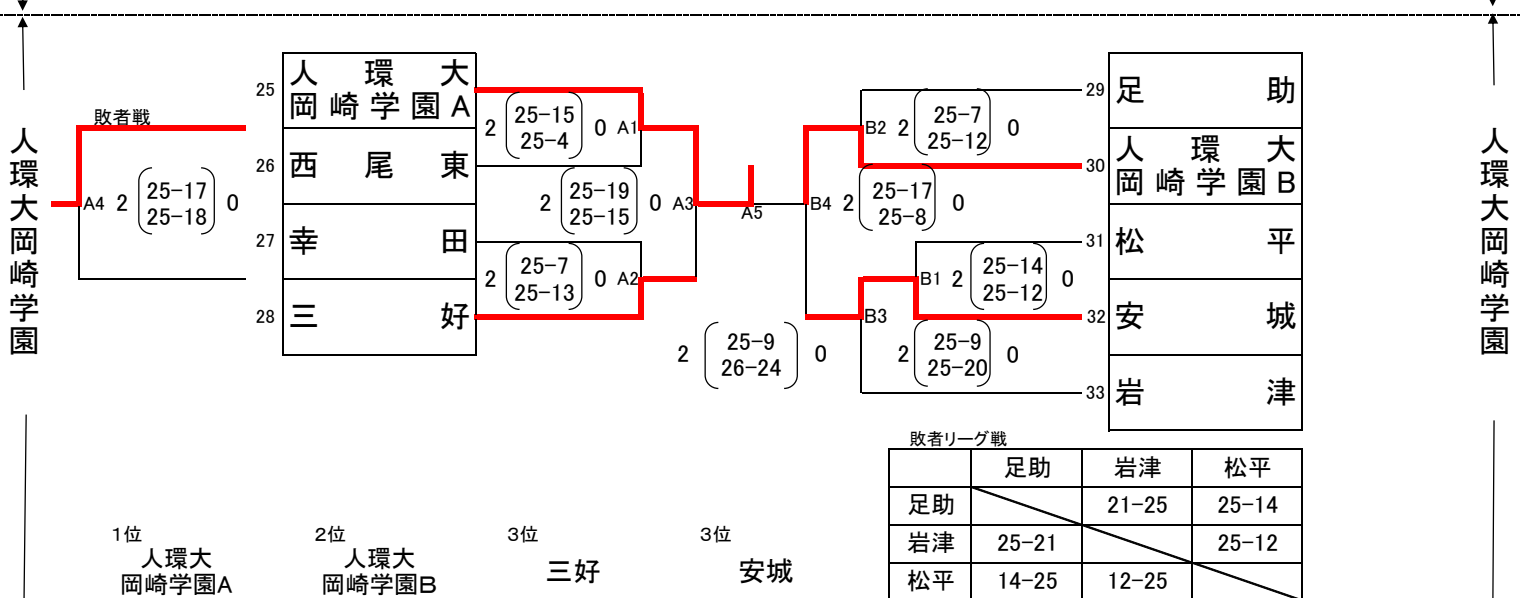 人環大岡崎学園
敗者戦
A4 2 25-17 0
25-18
25 人環大
岡崎学園A
26 西尾東
27 幸田
28 三好
2 25-15 0 A1
25-4
2 25-19 0 A3
25-15
2 25-7 0 A2
25-13
A5
2 25-9 0
26-24
B2 2 25-7 0
25-12
B4 2 25-17 0
25-8
B1 2 25-14 0
25-12
B3
2 25-9 0
25-20
29 足助
30 人環大
岡崎学園B
31 松平
32 安城
33 岩津
人環大岡崎学園
敗者リーグ戦
足助 岩津 松平
足助 21-25 25-14
岩津 25-21 25-12
松平 14-25 12-25
1位
人環大
岡崎学園A
2位
人環大
岡崎学園B
3位
三好
3位
安城